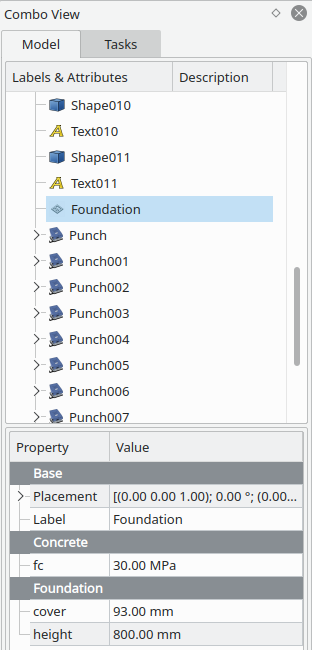 Combo View
Model Tasks
Labels & Attributes Description
Shape010
Text010
Shape011
Text011
Foundation
Punch
Punch001
Punch002
Punch003
Punch004
Punch005
Punch006
Punch007
Property Value
Base
Placement [(0.00 0.00 1.00); 0.00 °; (0.00...
Label Foundation
Concrete
fc 30.00 MPa
Foundation
cover 93.00 mm
height 800.00 mm